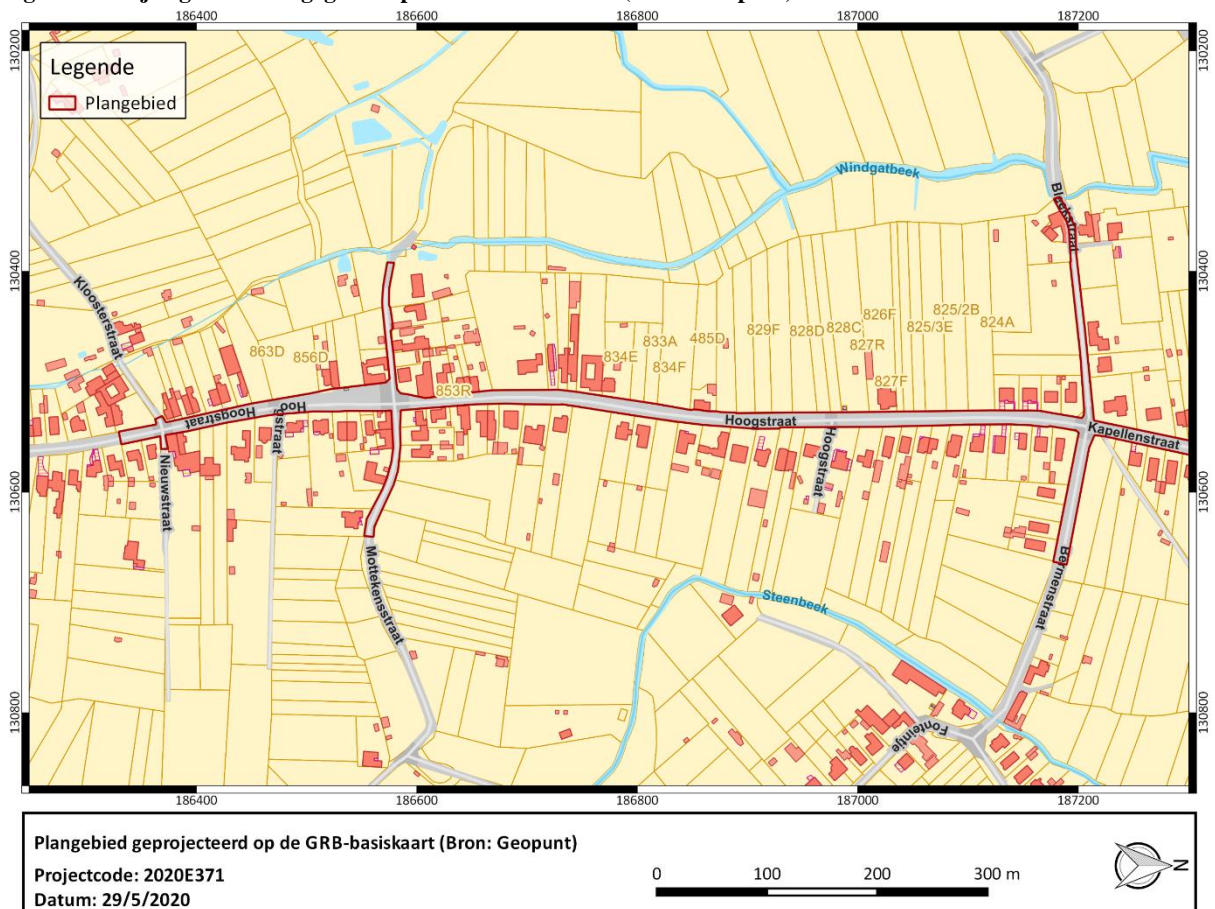 186400 186600 186800 187000 187200
130200 130200
Legende
Plangebied
Windgatbeek
130400 130400
Kloosterstraat
863D 856D 853R 834E 833A 834F 485D 829F 828D 828C 826F 827R 827F 825/3E 825/2B 824A
Hoogstraat
Hoogstraat
Hoogstraat
Hoogstraat
Kapellenstraat
Nieuwstraat
130600 130600
Mottekensstraat
Steenbeek
Bermenstraat
Fonteintje
130800 130800
186400 186600 186800 187000 187200
Plangebied geprojecteerd op de GRB-basiskaart (Bron: Geopunt)
Projectcode: 2020E371
Datum: 29/5/2020
0 100 200 300 m
N